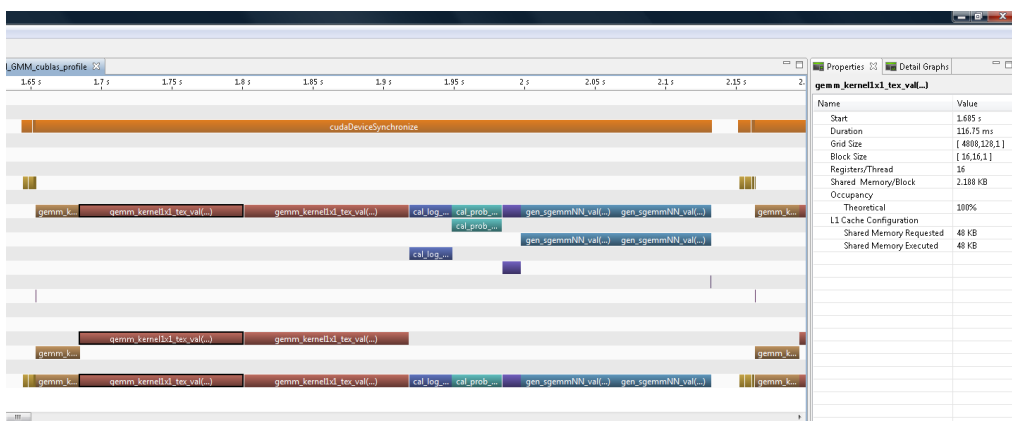 l_GMM_cublas_profile
1.65 s 1.7 s 1.75 s 1.8 s 1.85 s 1.9 s 1.95 s 2 s 2.05 s 2.1 s 2.15 s 2.
cudaDeviceSynchronize
gemm_k... gemm_kernel1x1_tex_val(...) gemm_kernel1x1_tex_val(...) cal_log_... cal_prob_... gen_sgemmNN_val(...) gen_sgemmNN_val(...) gemm_k...
cal_prob_...
gen_sgemmNN_val(...) gen_sgemmNN_val(...)
cal_log_...
gemm_kernel1x1_tex_val(...) gemm_kernel1x1_tex_val(...)
gemm_k... gemm_k...
gemm_k... gemm_kernel1x1_tex_val(...) gemm_kernel1x1_tex_val(...) cal_log_... cal_prob_... gen_sgemmNN_val(...) gen_sgemmNN_val(...) gemm_k...
Properties Detail Graphs
gemm_kernel1x1_tex_val(...)
Name Value
Start 1.685 s
Duration 116.75 ms
Grid Size [ 4808,128,1 ]
Block Size [ 16,16,1 ]
Registers/Thread 16
Shared Memory/Block 2.188 KB
Occupancy
Theoretical 100%
L1 Cache Configuration
Shared Memory Requested 48 KB
Shared Memory Executed 48 KB